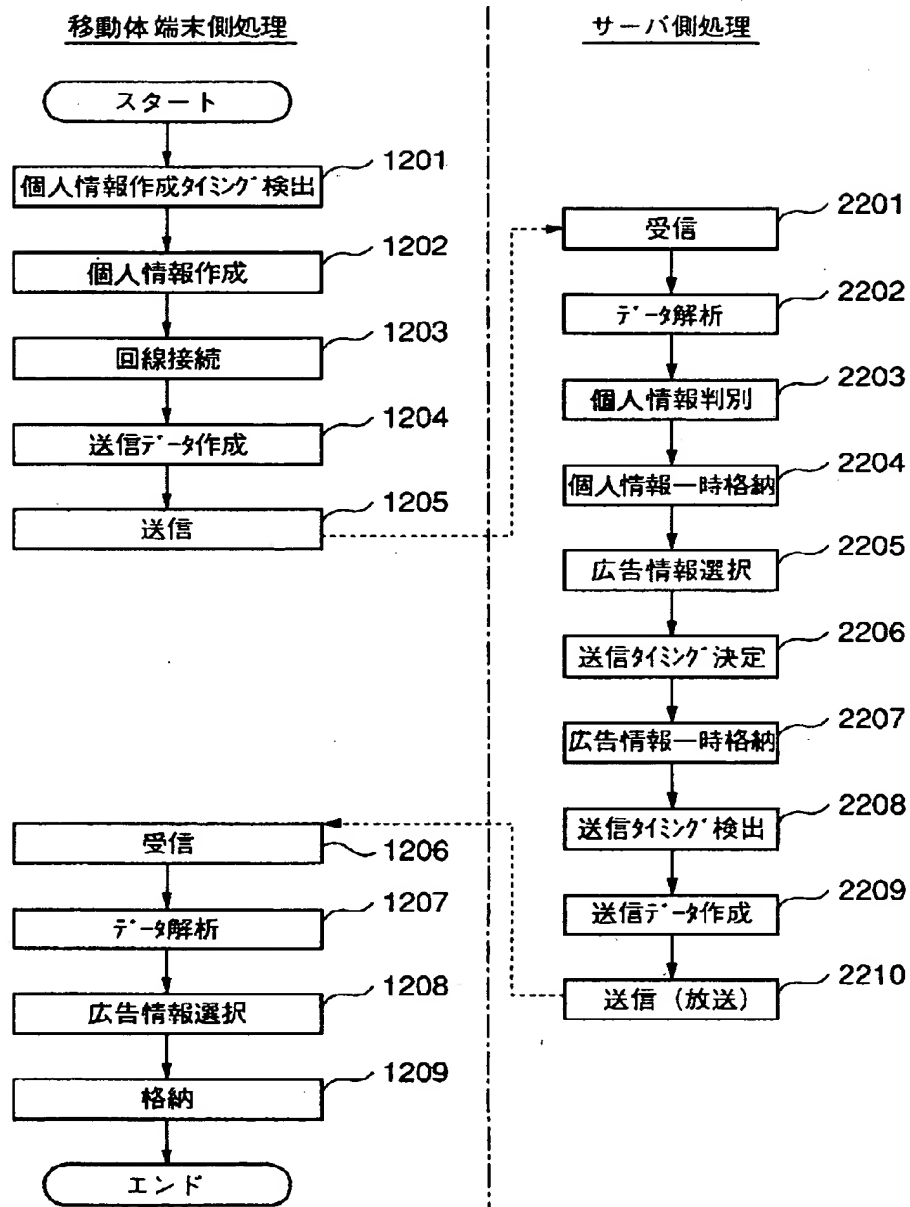 移動体端末側処理
スタート
個人情報作成タイミング検出
1201
個人情報作成
1202
回線接続
1203
送信データ作成
1204
送信
1205
受信
1206
データ解析
1207
広告情報選択
1208
格納
1209
エンド
サーバ側処理
受信
2201
データ解析
2202
個人情報判別
2203
個人情報一時格納
2204
広告情報選択
2205
送信タイミング決定
2206
広告情報一時格納
2207
送信タイミング検出
2208
送信データ作成
2209
送信（放送）
2210